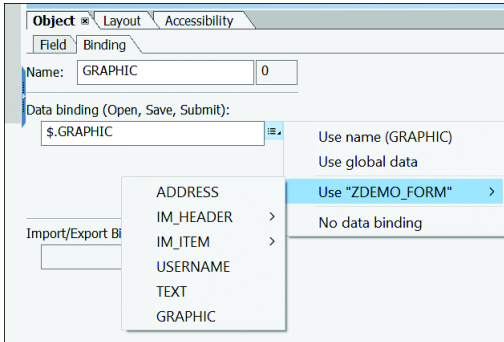 Object Layout Accessibility
Field Binding
Name: GRAPHIC 0
Data binding (Open, Save, Submit):
$.GRAPHIC
Use name (GRAPHIC)
Use global data
Use "ZDEMO_FORM" >
No data binding
ADDRESS
IM_HEADER >
IM_ITEM >
USERNAME
TEXT
GRAPHIC
Import/Export Bi